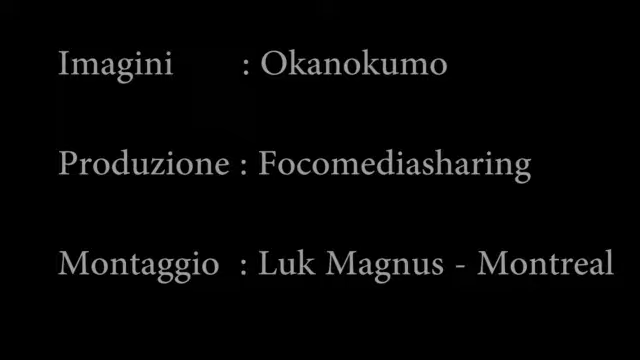 Imagini : Okanokumo
Produzione : Focomediasharing
Montaggio : Luk Magnus - Montreal